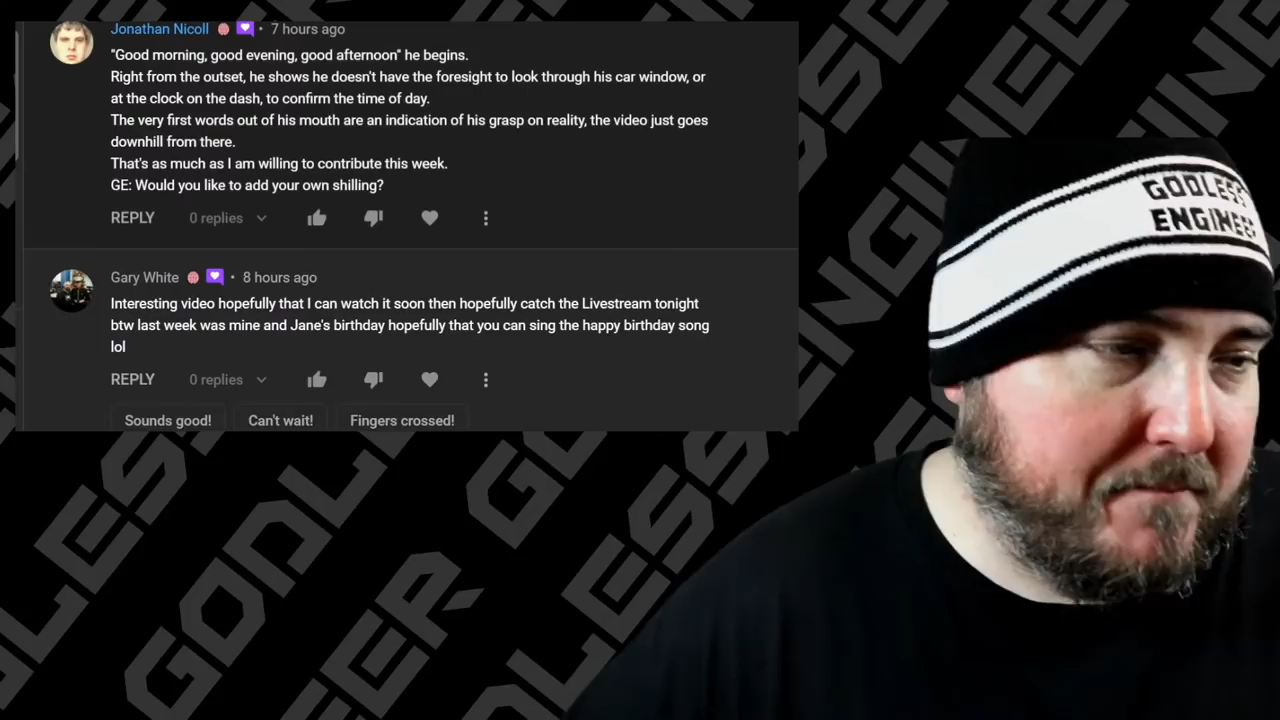 Jonathan Nicoll • 7 hours ago
"Good morning, good evening, good afternoon" he begins.
Right from the outset, he shows he doesn't have the foresight to look through his car window, or
at the clock on the dash, to confirm the time of day.
The very first words out of his mouth are an indication of his grasp on reality, the video just goes
downhill from there.
That's as much as I am willing to contribute this week.
GE: Would you like to add your own shilling?
REPLY 0 replies
Gary White • 8 hours ago
Interesting video hopefully that I can watch it soon then hopefully catch the Livestream tonight
btw last week was mine and Jane's birthday hopefully that you can sing the happy birthday song
lol
REPLY 0 replies
Sounds good! Can't wait! Fingers crossed!
GODLESS
ENGINEER